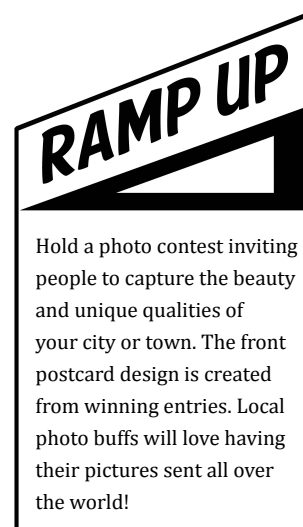 RAMP UP
Hold a photo contest inviting
people to capture the beauty
and unique qualities of
your city or town. The front
postcard design is created
from winning entries. Local
photo buffs will love having
their pictures sent all over
the world!